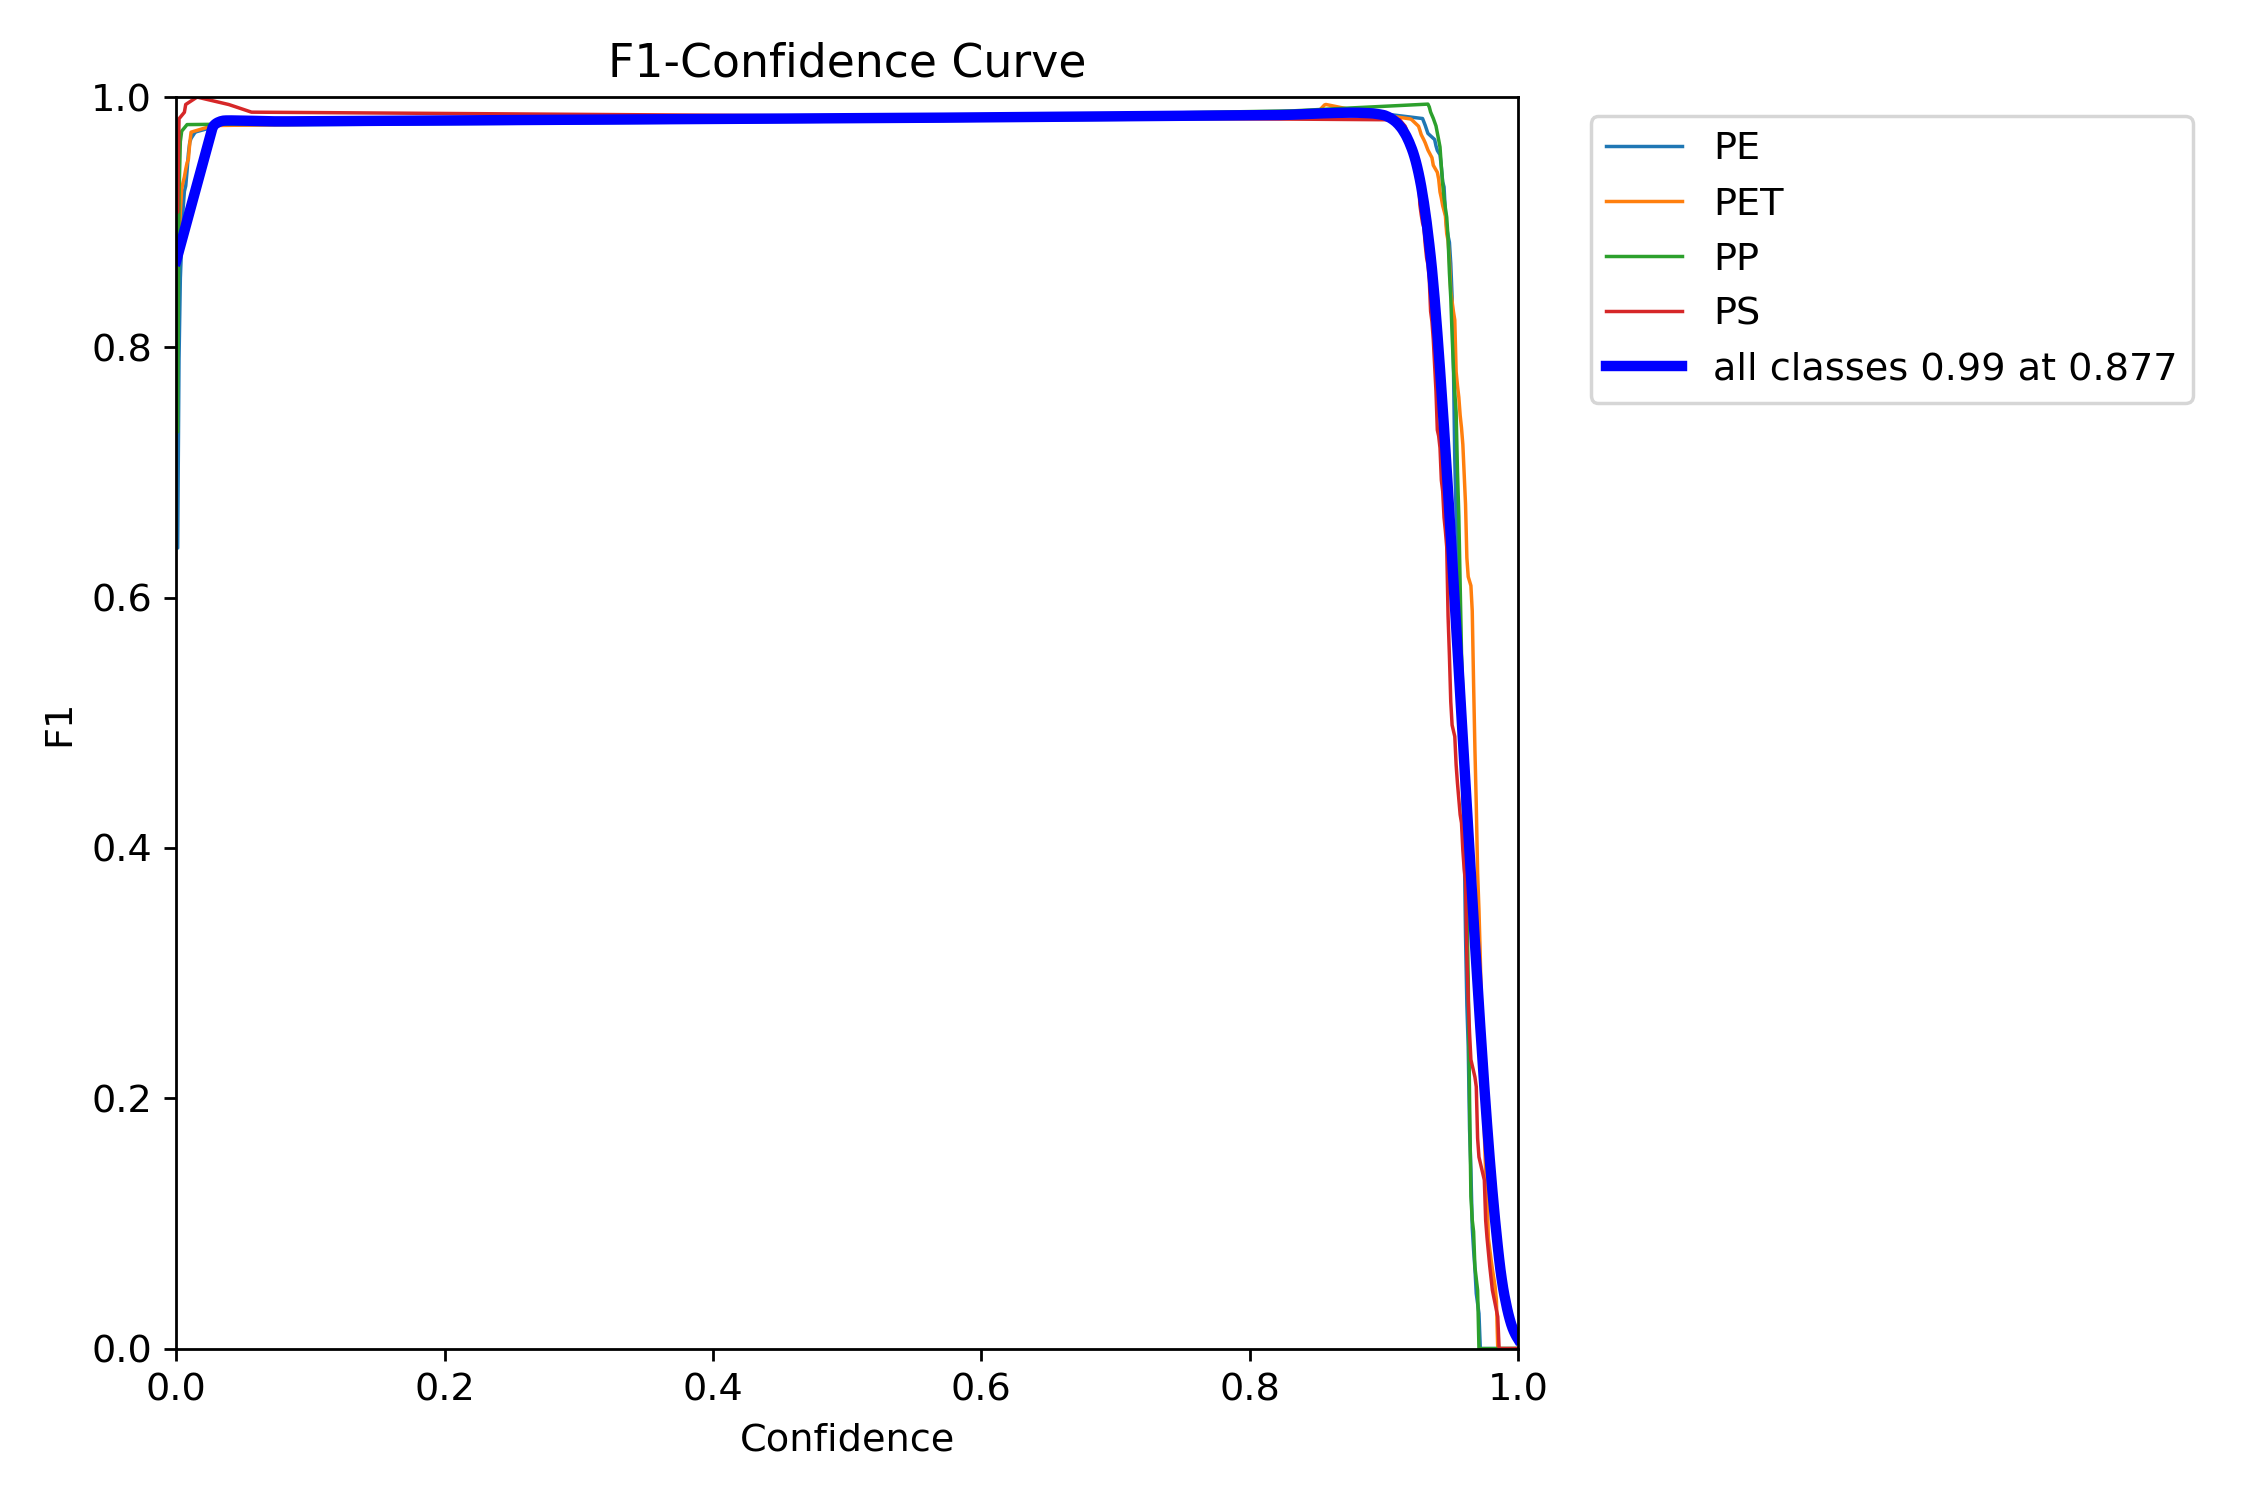 F1-Confidence Curve
1.0
0.8
0.6
0.4
0.2
0.0
F1
0.0 0.2 0.4 0.6 0.8 1.0
Confidence
PE
PET
PP
PS
all classes 0.99 at 0.877